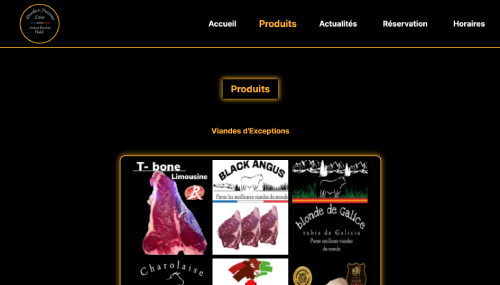 Accueil
Produits
Actualités
Réservation
Horaires
Produits
Viandes d'Exceptions
T- bone
Limousine
BLACK ANGUS
Parmi les meilleures viandes du monde
blonde de Galice
rubia de Galicia
Parmi meilleures viandes
du monde
Charolaise